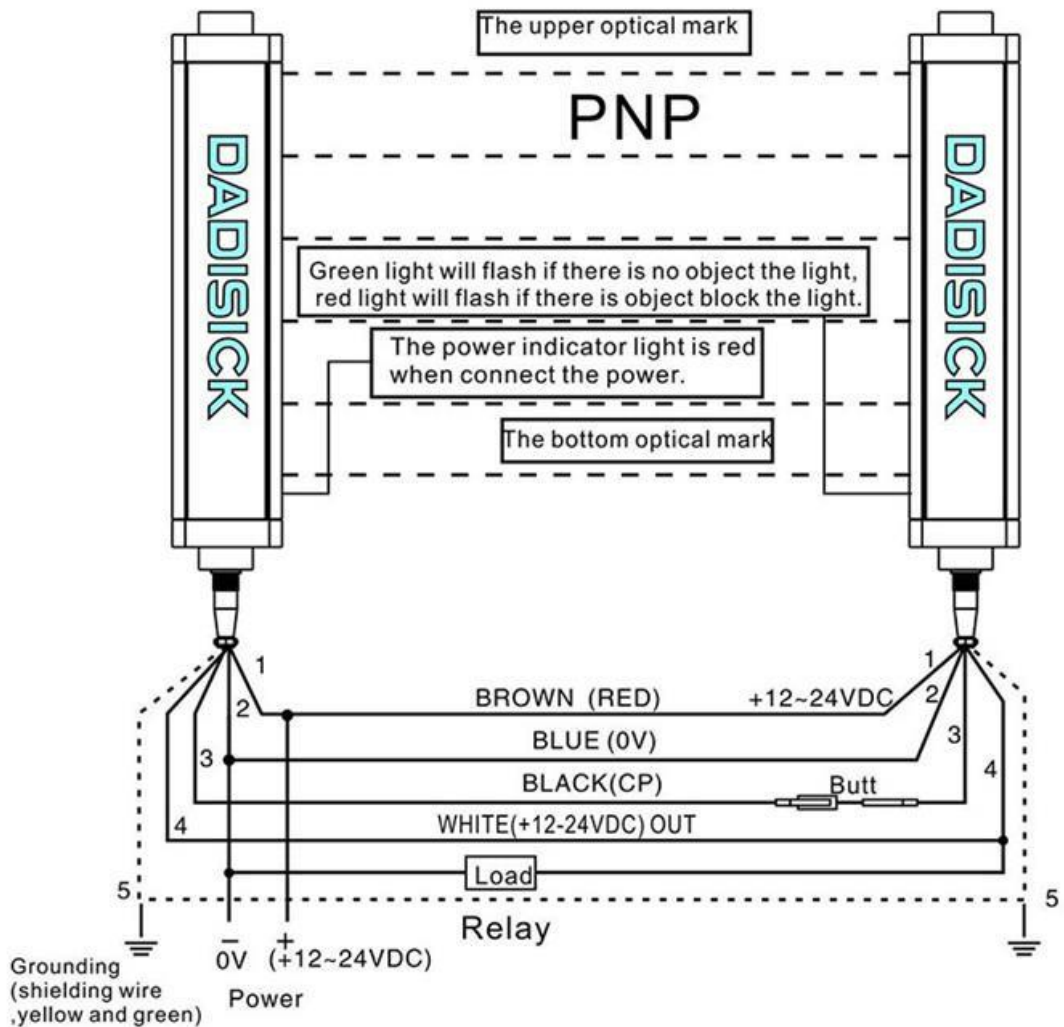 The upper optical mark
PNP
DADISICK
DADISICK
Green light will flash if there is no object the light,
red light will flash if there is object block the light.
The power indicator light is red
when connect the power.
The bottom optical mark
1
1
2
BROWN (RED)
+12~24VDC
2
BLUE (0V)
3
3
BLACK(CP)
Butt
4
4
WHITE(+12-24VDC) OUT
Load
5
5
Relay
− +
0V (+12~24VDC)
Power
Grounding
(shielding wire
,yellow and green)